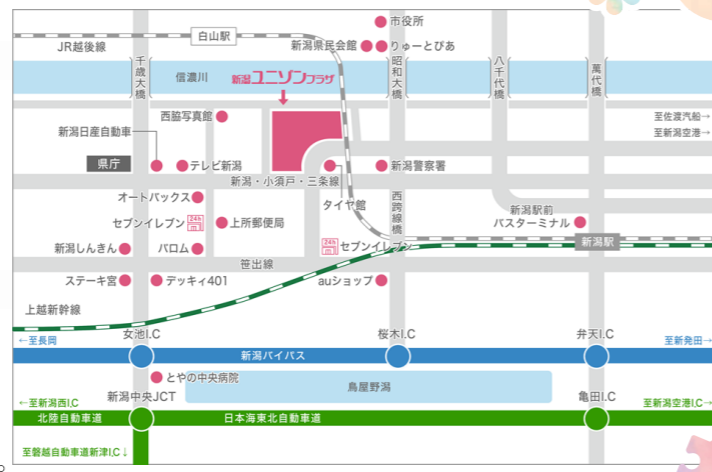 市役所
白山駅
JR越後線
新潟県民会館
りゅーとぴあ
千歳大橋
昭和大橋
八千代橋
萬代橋
信濃川
新潟ユニゾンプラザ
西脇写真館
至佐渡汽船→
至新潟空港→
新潟日産自動車
県庁
テレビ新潟
新潟警察署
新潟・小須戸・三条線
オートバックス
タイヤ館
西跨線橋
新潟駅前
バスターミナル
セブンイレブン
24h
上所郵便局
新潟しんきん
パロム
24h
セブンイレブン
新潟駅
笹出線
ステーキ宮
デッキィ401
auショップ
上越新幹線
女池I.C
桜木I.C
弁天I.C
←至長岡
新潟バイパス
至新発田→
とやの中央病院
鳥屋野潟
←至新潟西I.C
新潟中央JCT
亀田I.C
至新潟空港I.C→
北陸自動車道
日本海東北自動車道
至磐越自動車道新津I.C↓